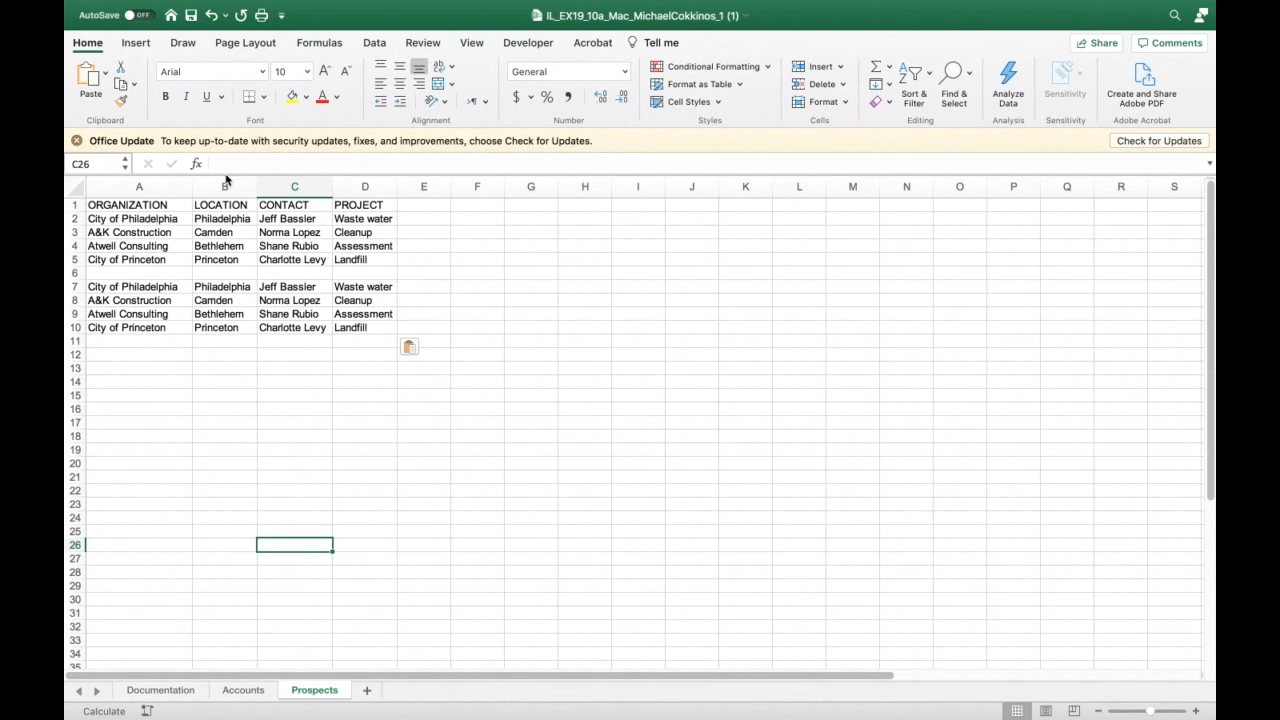 AutoSave OFF IL_EX19_10a_Mac_MichaelCokkinos_1 (1)
Home Insert Draw Page Layout Formulas Data Review View Developer Acrobat Tell me Share Comments
Paste Arial 10 A A ab General Conditional Formatting Insert Σ
Format as Table Delete Sort & Filter Find & Select Analyze Data Sensitivity Create and Share Adobe PDF
B I U A $ % Cell Styles Format
Clipboard Font Alignment Number Styles Cells Editing Analysis Sensitivity Adobe Acrobat
Office Update To keep up-to-date with security updates, fixes, and improvements, choose Check for Updates. Check for Updates
C26 fx
A B C D E F G H I J K L M N O P Q R S
1 ORGANIZATION LOCATION CONTACT PROJECT
2 City of Philadelphia Philadelphia Jeff Bassler Waste water
3 A&K Construction Camden Norma Lopez Cleanup
4 Atwell Consulting Bethlehem Shane Rubio Assessment
5 City of Princeton Princeton Charlotte Levy Landfill
6
7 City of Philadelphia Philadelphia Jeff Bassler Waste water
8 A&K Construction Camden Norma Lopez Cleanup
9 Atwell Consulting Bethlehem Shane Rubio Assessment
10 City of Princeton Princeton Charlotte Levy Landfill
11
12
13
14
15
16
17
18
19
20
21
22
23
24
25
26
27
28
29
30
31
32
33
34
35
Documentation Accounts Prospects
Calculate